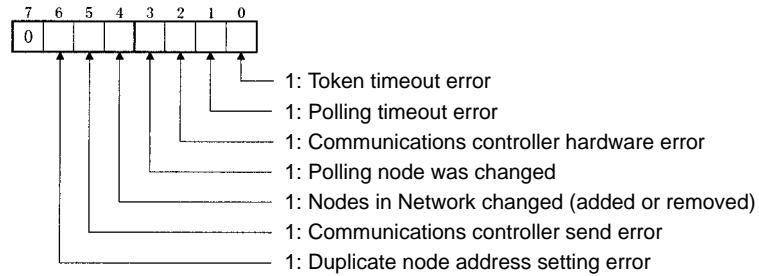 7 6 5 4 3 2 1 0
0
1: Token timeout error
1: Polling timeout error
1: Communications controller hardware error
1: Polling node was changed
1: Nodes in Network changed (added or removed)
1: Communications controller send error
1: Duplicate node address setting error